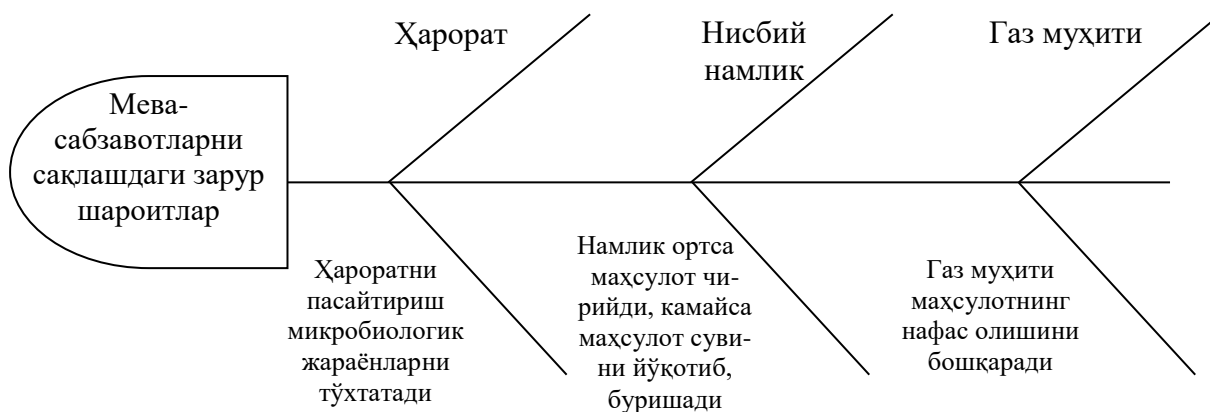 Ҳарорат
Нисбий
намлик
Газ муҳити
Мева-
сабзавотларни
сақлашдаги зарур
шароитлар
Ҳароратни
пасайтириш
микробиологик
жараёнларни
тўхтатади
Намлик ортса
маҳсулот чи-
рийди, камайса
маҳсулот суви-
ни йўқотиб,
буришади
Газ муҳити
маҳсулотнинг
нафас олишини
бошқаради